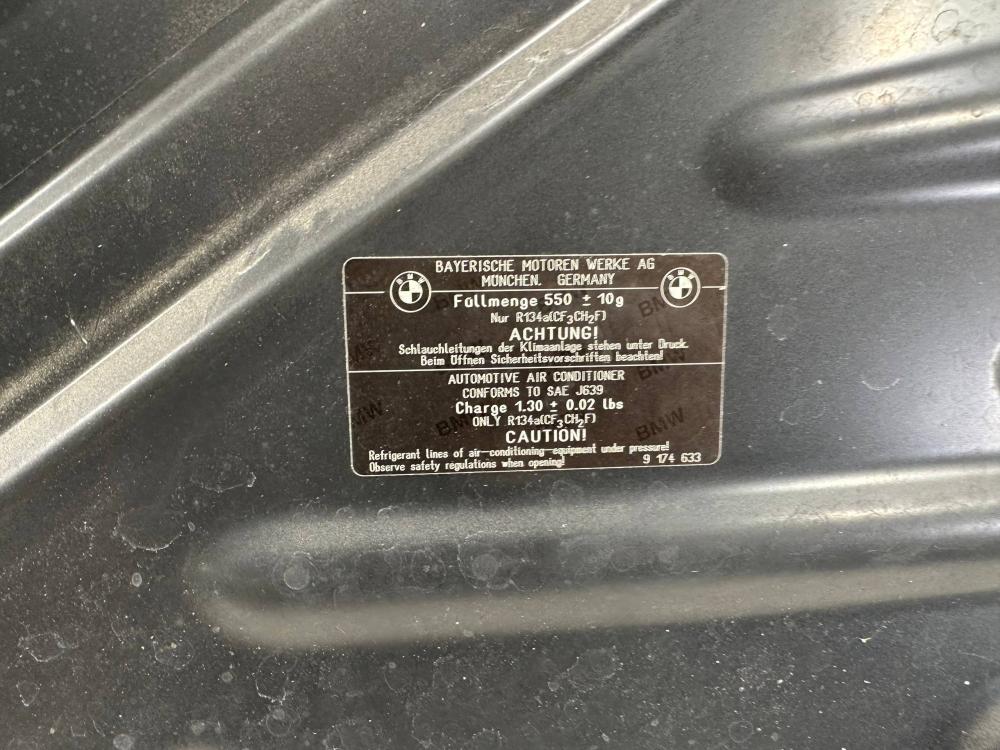 BAYERISCHE MOTOREN WERKE AG
MÜNCHEN. GERMANY
BMW
BMW
Füllmenge 550 ± 10g
Nur R134a(CF₃CH₂F)
ACHTUNG!
Schlauchleitungen der Klimaanlage stehen unter Druck.
Beim Öffnen Sicherheitsvorschriften beachten!
AUTOMOTIVE AIR CONDITIONER
CONFORMS TO SAE J639
Charge 1.30 ± 0.02 lbs
ONLY R134a(CF₃CH₂F)
CAUTION!
Refrigerant lines of air-conditioning equipment under pressure!
Observe safety regulations when opening!
9 174 633